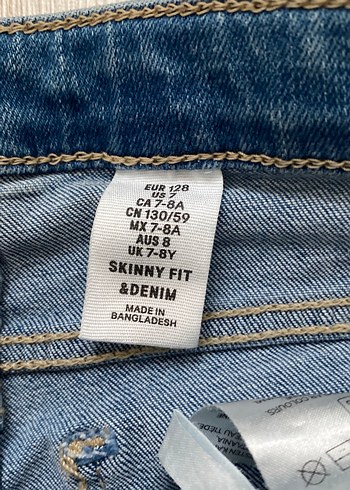 EUR 128
US 7
CA 7-8A
CN 130/59
MX 7-8A
AUS 8
UK 7-8Y
SKINNY FIT
&DENIM
MADE IN
BANGLADESH
COLOURS